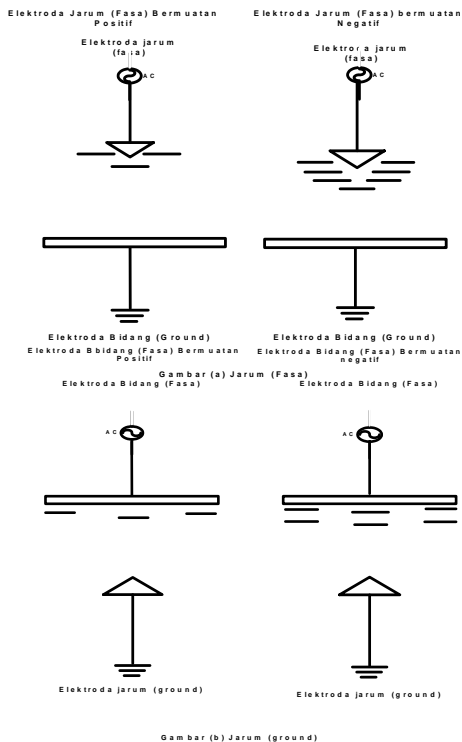 Elektroda Jarum (Fasa) Bermuatan
Positif
Elektroda Jarum (Fasa) bermuatan
Negatif
Elektroda jarum
(fasa)
AC
Elektroda jarum
(fasa)
AC
Elektroda Bidang (Ground)
Elektroda Bidang (Ground)
Elektroda Bbidang (Fasa) Bermuatan
Positif
Elektroda Bidang (Fasa) Bermuatan
negatif
Gambar (a) Jarum (Fasa)
Elektroda Bidang (Fasa)
Elektroda Bidang (Fasa)
AC
AC
Elektroda jarum (ground)
Elektroda jarum (ground)
Gambar (b) Jarum (ground)